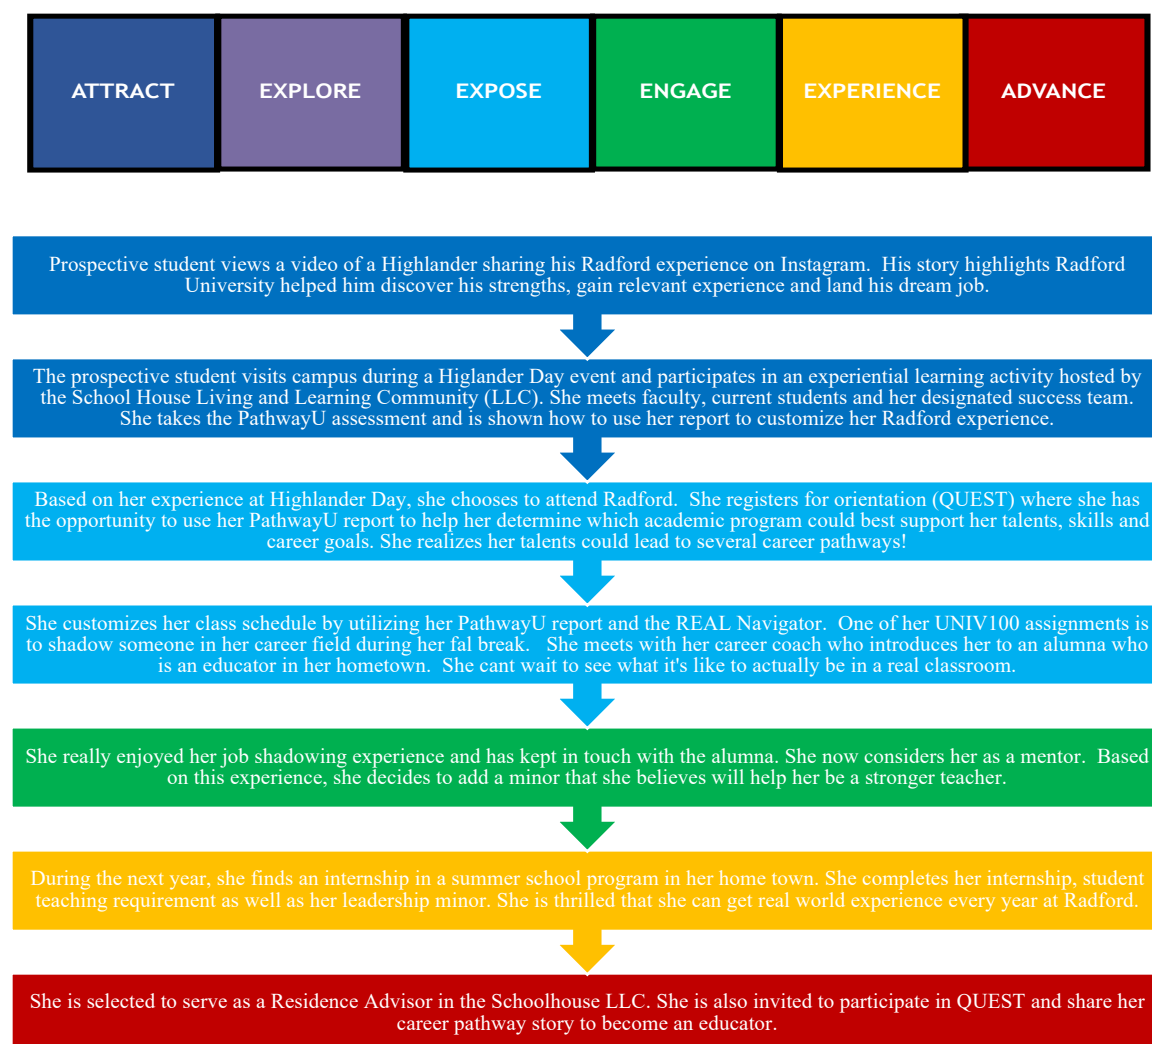 ATTRACT
EXPLORE
EXPOSE
ENGAGE
EXPERIENCE
ADVANCE
Prospective student views a video of a Highlander sharing his Radford experience on Instagram.  His story highlights Radford
University helped him discover his strengths, gain relevant experience and land his dream job.
The prospective student visits campus during a Higlander Day event and participates in an experiential learning activity hosted by
the School House Living and Learning Community (LLC). She meets faculty, current students and her designated success team.
She takes the PathwayU assessment and is shown how to use her report to customize her Radford experience.
Based on her experience at Highlander Day, she chooses to attend Radford.  She registers for orientation (QUEST) where she has
the opportunity to use her PathwayU report to help her determine which academic program could best support her talents, skills and
career goals. She realizes her talents could lead to several career pathways!
She customizes her class schedule by utilizing her PathwayU report and the REAL Navigator.  One of her UNIV100 assignments is
to shadow someone in her career field during her fal break.   She meets with her career coach who introduces her to an alumna who
is an educator in her hometown.  She cant wait to see what it's like to actually be in a real classroom.
She really enjoyed her job shadowing experience and has kept in touch with the alumna. She now considers her as a mentor.  Based
on this experience, she decides to add a minor that she believes will help her be a stronger teacher.
During the next year, she finds an internship in a summer school program in her home town. She completes her internship, student
teaching requirement as well as her leadership minor. She is thrilled that she can get real world experience every year at Radford.
She is selected to serve as a Residence Advisor in the Schoolhouse LLC. She is also invited to participate in QUEST and share her
career pathway story to become an educator.